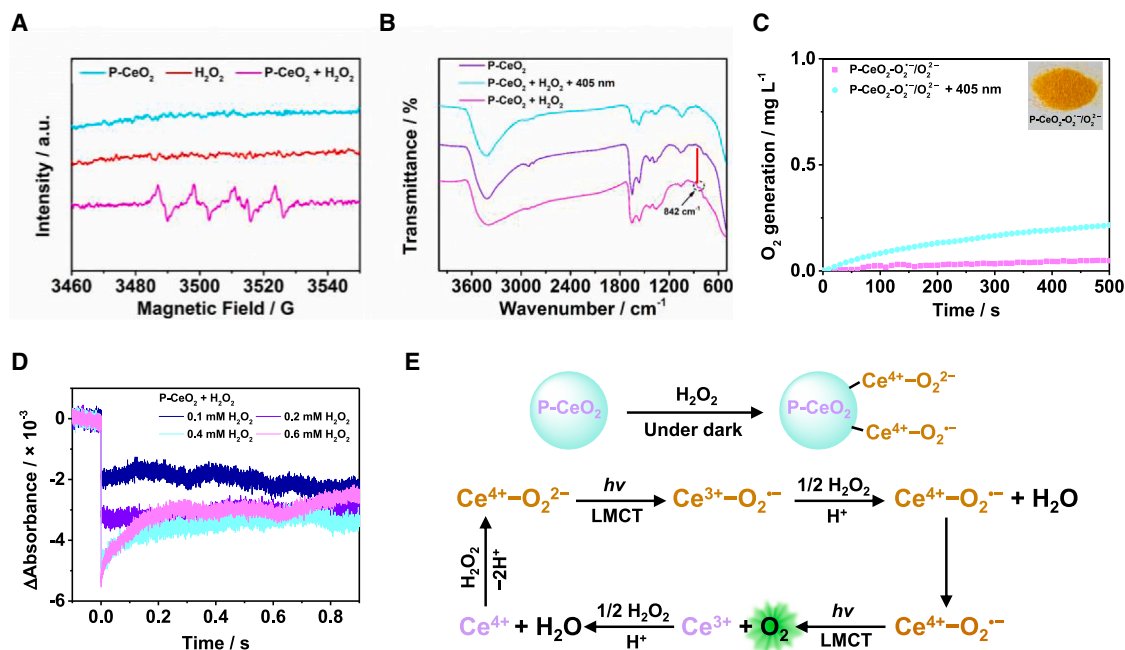 A
P-CeO₂ H₂O₂ P-CeO₂ + H₂O₂
Intensity / a.u.
3460 3480 3500 3520 3540
Magnetic Field / G
B
P-CeO₂
P-CeO₂ + H₂O₂ + 405 nm
P-CeO₂ + H₂O₂
842 cm⁻¹
Transmittance / %
3600 3000 2400 1800 1200 600
Wavenumber / cm⁻¹
C
P-CeO₂-O₂•⁻/O₂²⁻
P-CeO₂-O₂•⁻/O₂²⁻ + 405 nm
P-CeO₂-O₂•⁻/O₂²⁻
O₂ generation / mg L⁻¹
1.0
0.5
0.0
0 100 200 300 400 500
Time / s
D
P-CeO₂ + H₂O₂
0.1 mM H₂O₂ 0.2 mM H₂O₂
0.4 mM H₂O₂ 0.6 mM H₂O₂
ΔAbsorbance / × 10⁻³
0
-2
-4
-6
0.0 0.2 0.4 0.6 0.8
Time / s
E
P-CeO₂ H₂O₂ Under dark P-CeO₂ Ce⁴⁺–O₂²⁻
Ce⁴⁺–O₂•⁻
Ce⁴⁺–O₂²⁻ hν LMCT Ce³⁺–O₂•⁻ 1/2 H₂O₂ H⁺ Ce⁴⁺–O₂•⁻ + H₂O
H₂O₂ −2H⁺
Ce⁴⁺ + H₂O 1/2 H₂O₂ H⁺ Ce³⁺ + O₂ hν LMCT Ce⁴⁺–O₂•⁻